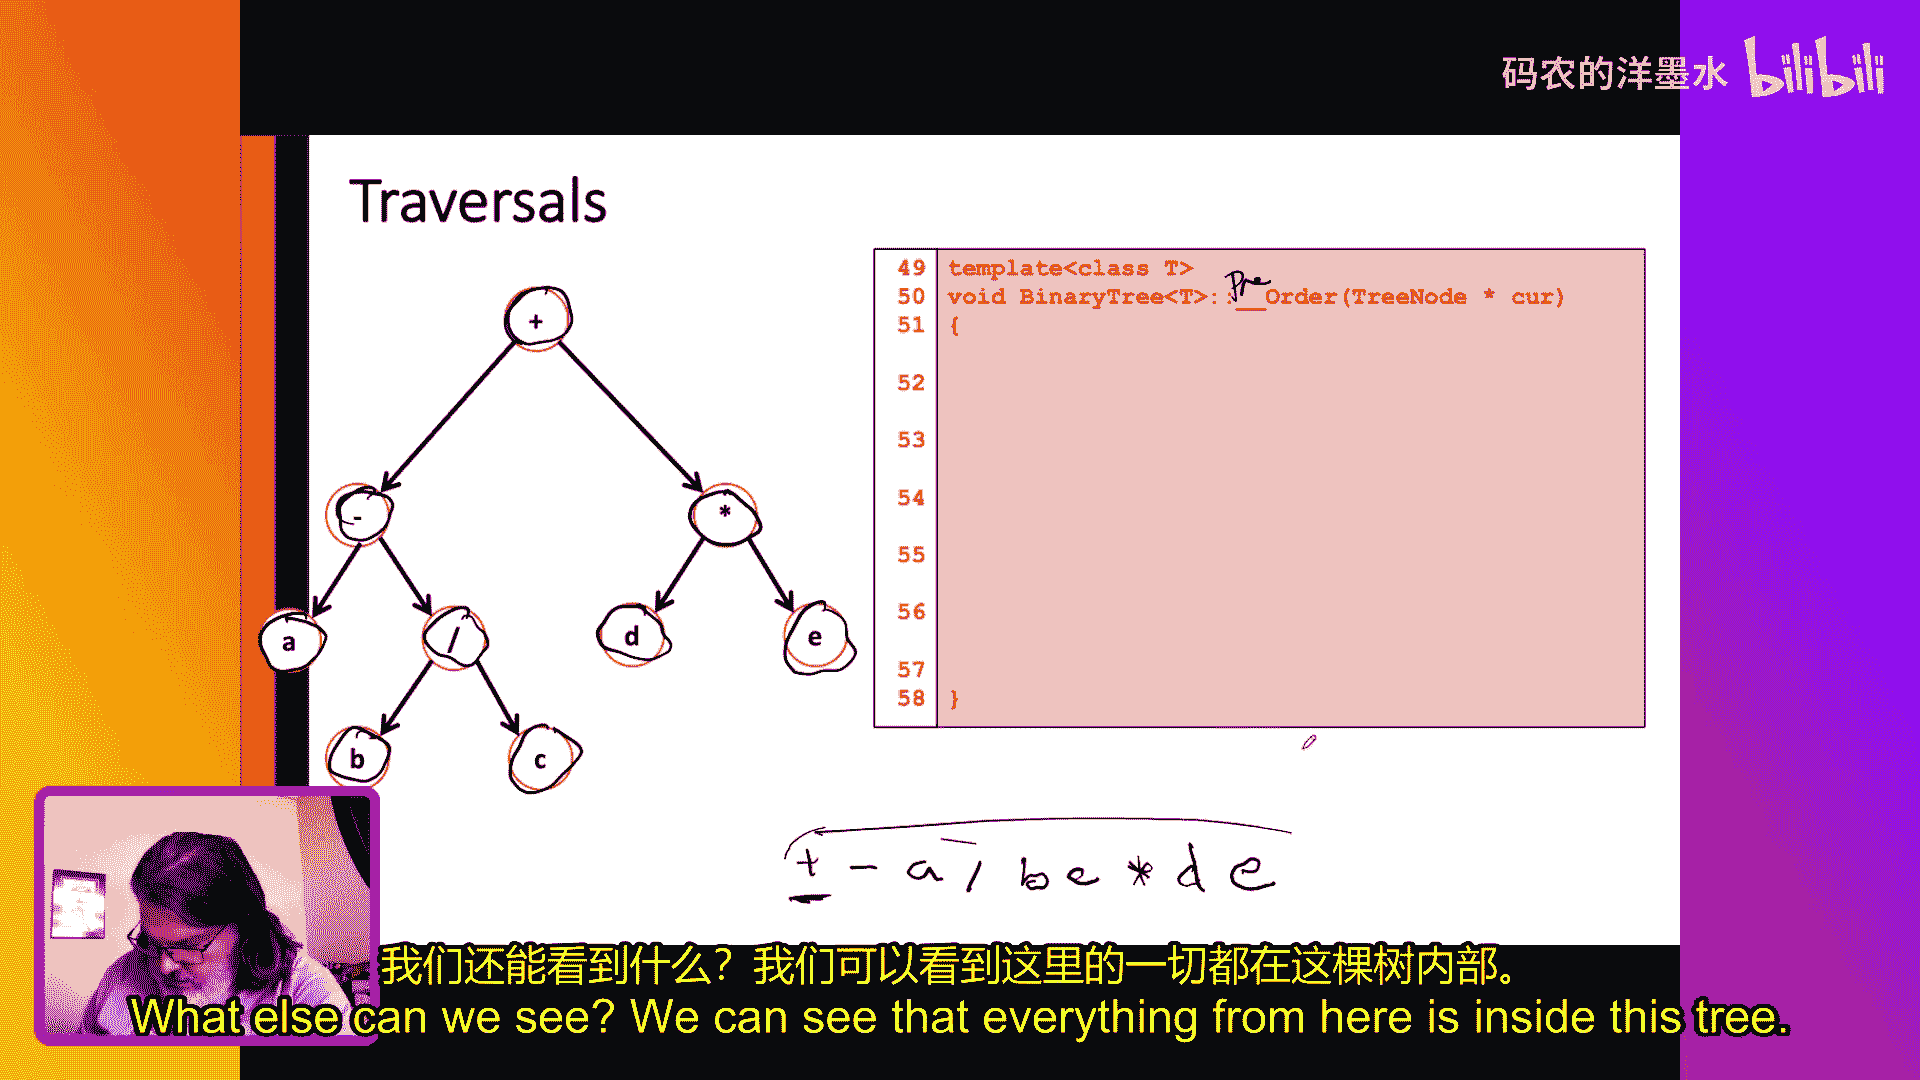 码农的洋墨水 bilibili
Traversals
49 template<class T>
Pre
50 void BinaryTree<T>::__Order(TreeNode * cur)
51 {
52
53
54
55
56
57
58 }
+
-
*
a
/
d
e
b
c
+ - a / b c * d e
我们还能看到什么？我们可以看到这里的一切都在这棵树内部。
What else can we see? We can see that everything from here is inside this tree.